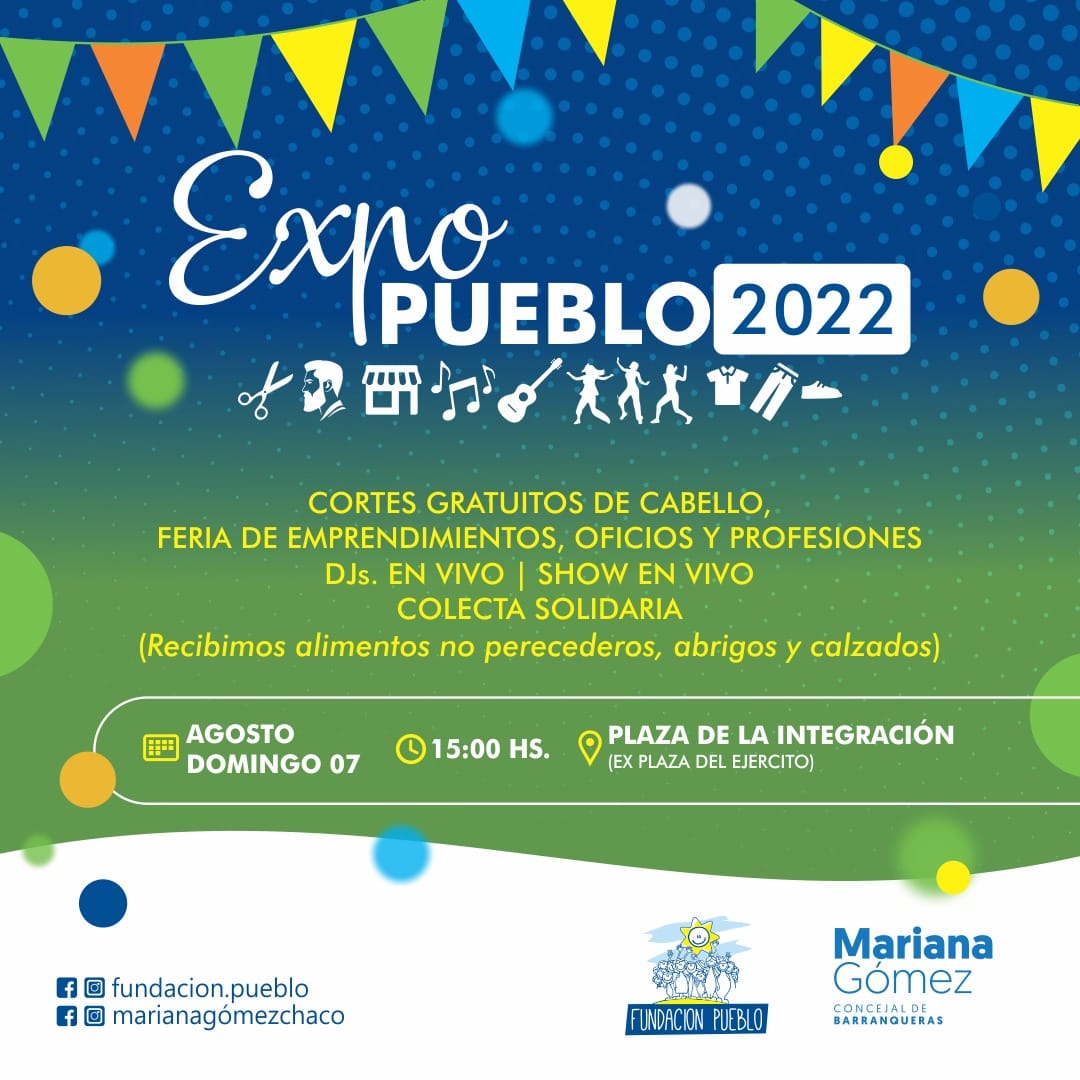 Expo
PUEBLO 2022
CORTES GRATUITOS DE CABELLO,
FERIA DE EMPRENDIMIENTOS, OFICIOS Y PROFESIONES
DJs. EN VIVO | SHOW EN VIVO
COLECTA SOLIDARIA
(Recibimos alimentos no perecederos, abrigos y calzados)
AGOSTO
DOMINGO 07
15:00 HS.
PLAZA DE LA INTEGRACIÓN
(EX PLAZA DEL EJERCITO)
fundacion.pueblo
marianagómezchaco
FUNDACION PUEBLO
Mariana
Gómez
CONCEJAL DE
BARRANQUERAS